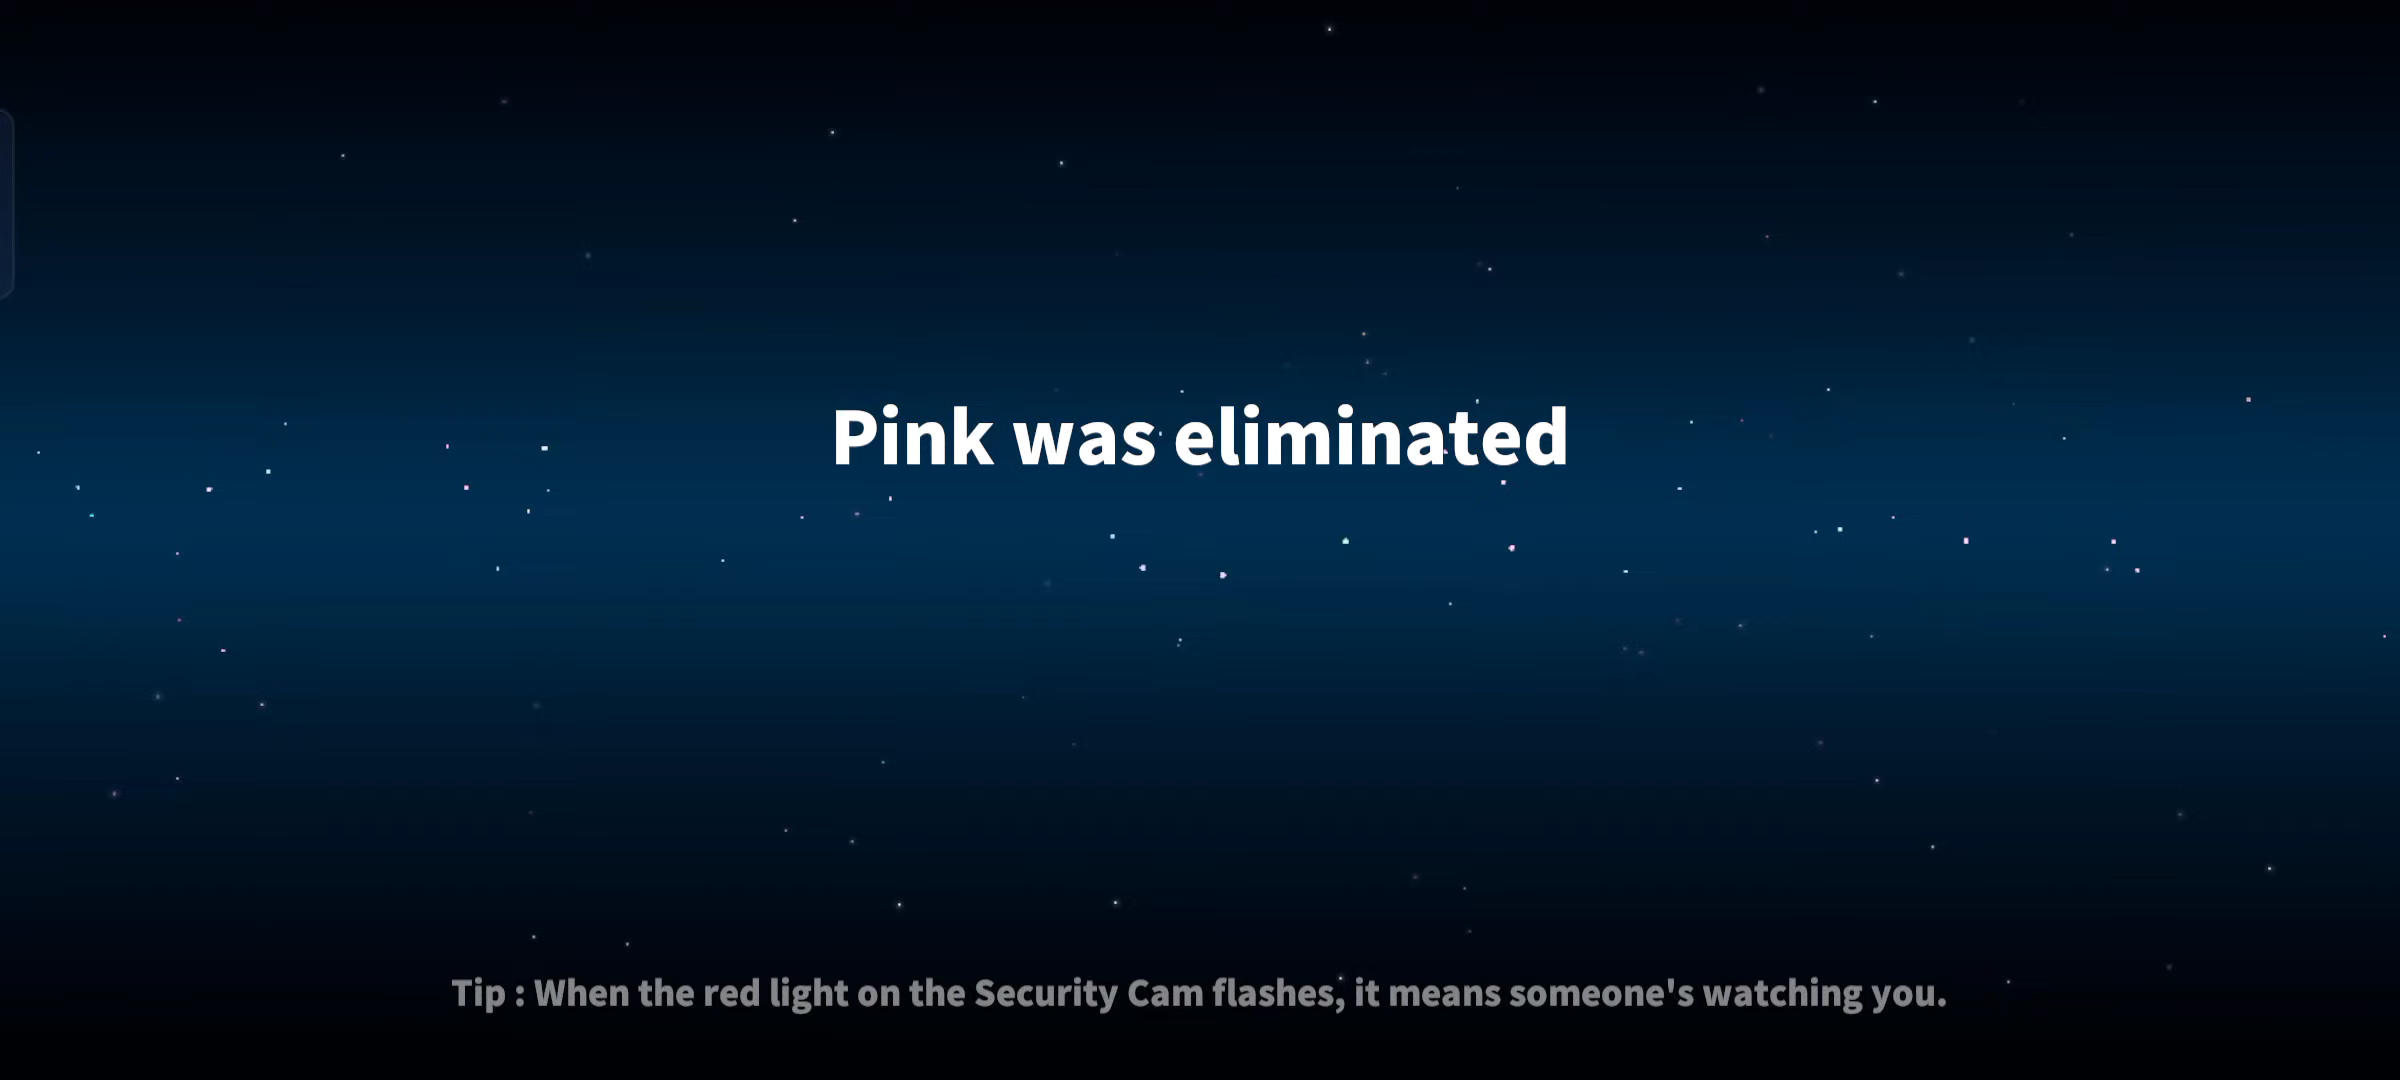 Pink was eliminated
Tip : When the red light on the Security Cam flashes, it means someone's watching you.